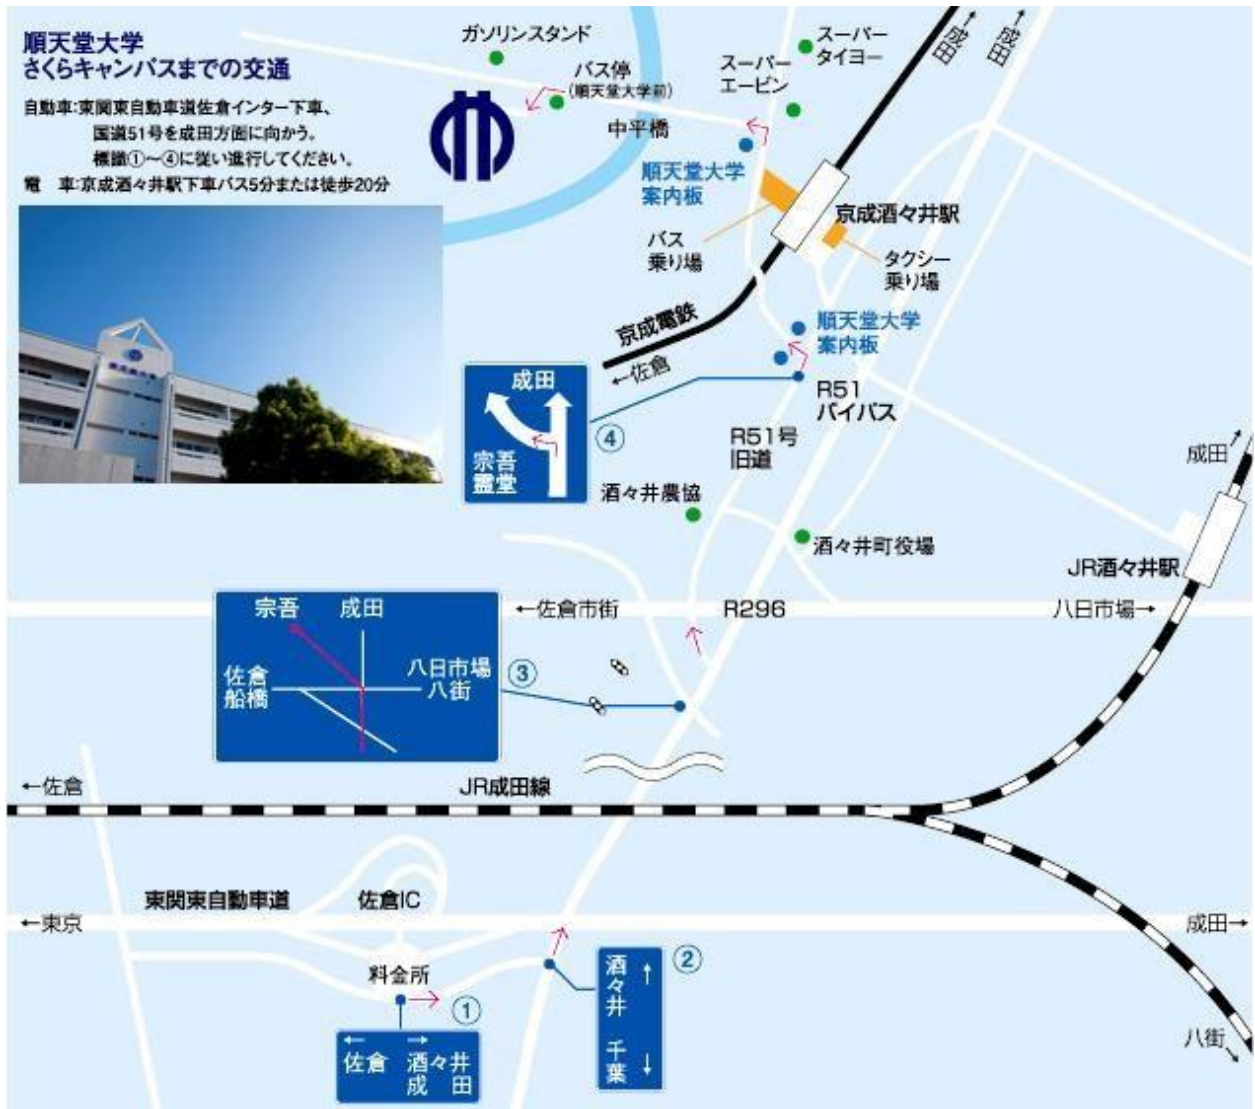 順天堂大学
さくらキャンパスまでの交通
自動車:東関東自動車道佐倉インター下車、
国道51号を成田方面に向かう。
標識①〜④に従い進行してください。
電　車:京成酒々井駅下車バス5分または徒歩20分
ガソリンスタンド
バス停
(順天堂大学前)
中平橋
スーパー
タイヨー
スーパー
エービン
↑成田
↑成田
順天堂大学
案内板
京成酒々井駅
バス
乗り場
タクシー
乗り場
京成電鉄
←佐倉
順天堂大学
案内板
順天堂大学
成田
宗吾
霊堂
④
R51
バイパス
R51号
旧道
成田→
酒々井農協
酒々井町役場
JR酒々井駅
←佐倉市街
R296
八日市場→
宗吾
成田
佐倉
船橋
八日市場
八街
③
←佐倉
JR成田線
東関東自動車道
佐倉IC
←東京
成田→
料金所
①
←
→
佐倉
酒々井
成田
②
酒々井 ↑
千葉 ↓
八街